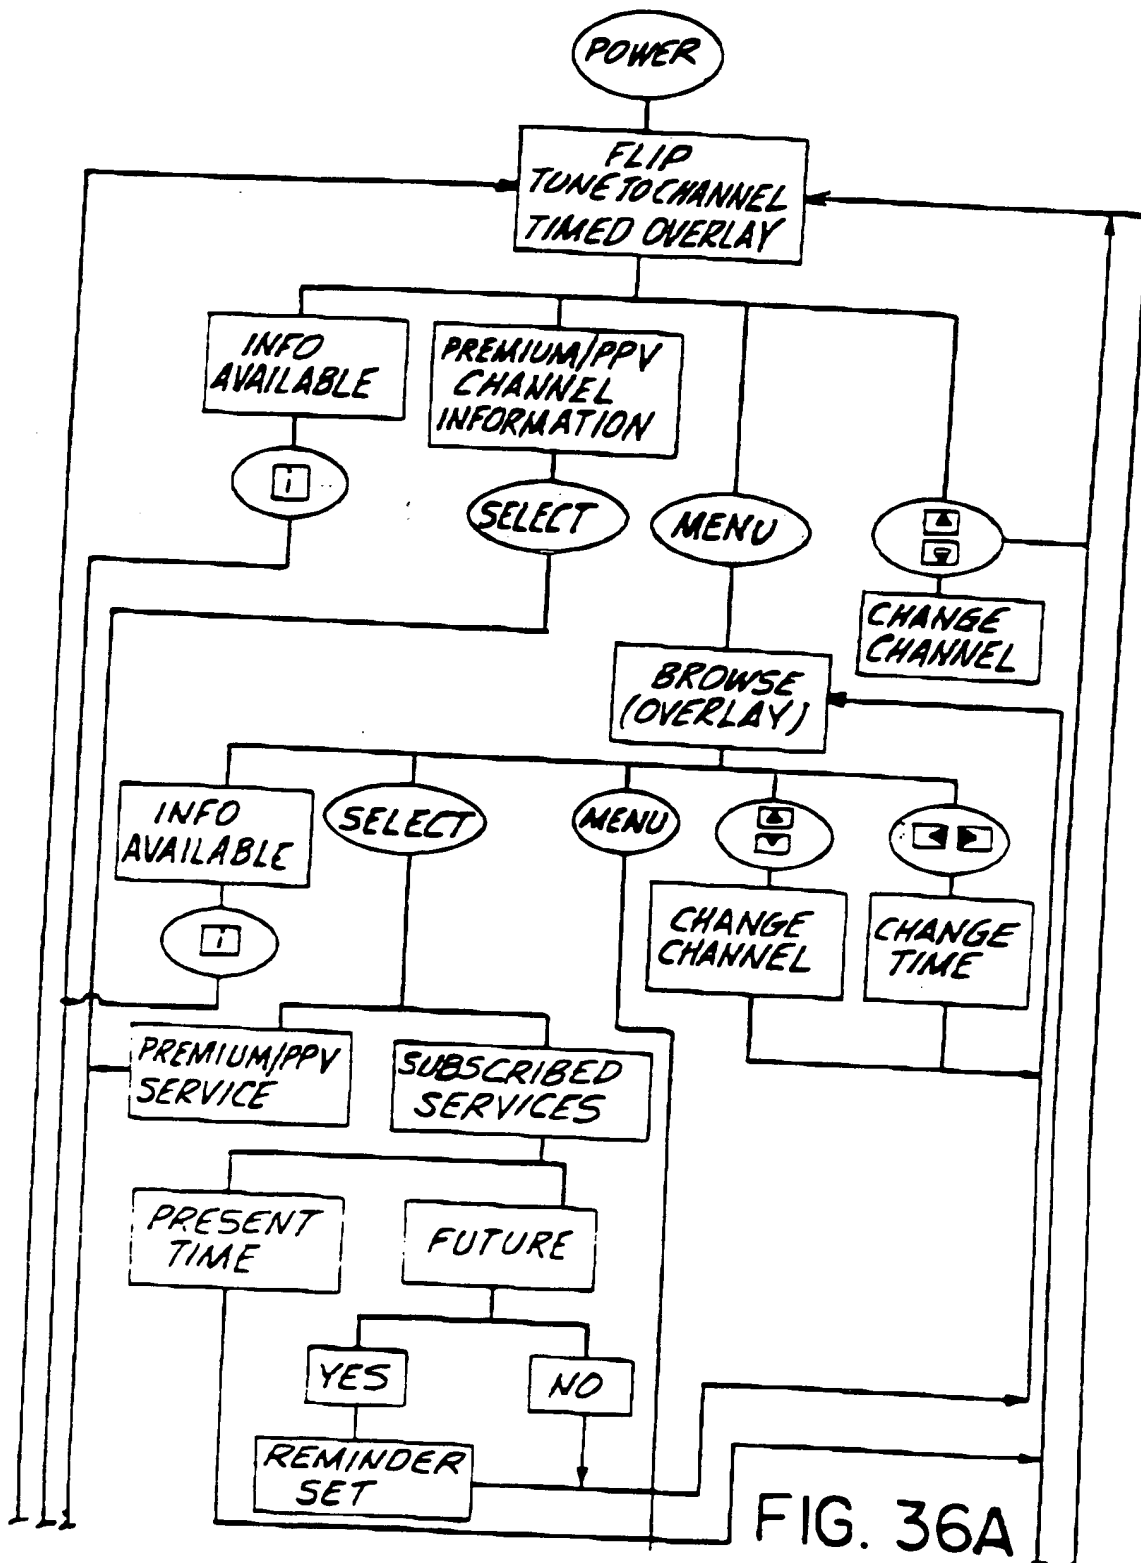 POWER
FLIP
TUNE TO CHANNEL
TIMED OVERLAY
INFO
AVAILABLE
PREMIUM/PPV
CHANNEL
INFORMATION
i
SELECT
MENU
CHANGE
CHANNEL
BROWSE
(OVERLAY)
INFO
AVAILABLE
SELECT
MENU
i
CHANGE
CHANNEL
CHANGE
TIME
PREMIUM/PPV
SERVICE
SUBSCRIBED
SERVICES
PRESENT
TIME
FUTURE
YES
NO
REMINDER
SET
FIG. 36A